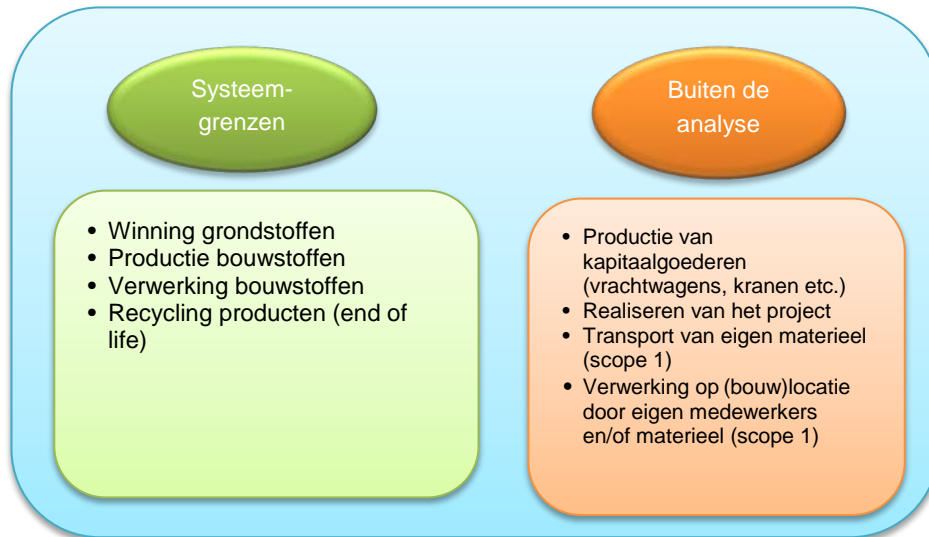 Systeem-
grenzen
• Winning grondstoffen
• Productie bouwstoffen
• Verwerking bouwstoffen
• Recycling producten (end of
life)
Buiten de
analyse
• Productie van
kapitaalgoederen
(vrachtwagens, kranen etc.)
• Realiseren van het project
• Transport van eigen materieel
(scope 1)
• Verwerking op (bouw)locatie
door eigen medewerkers
en/of materieel (scope 1)